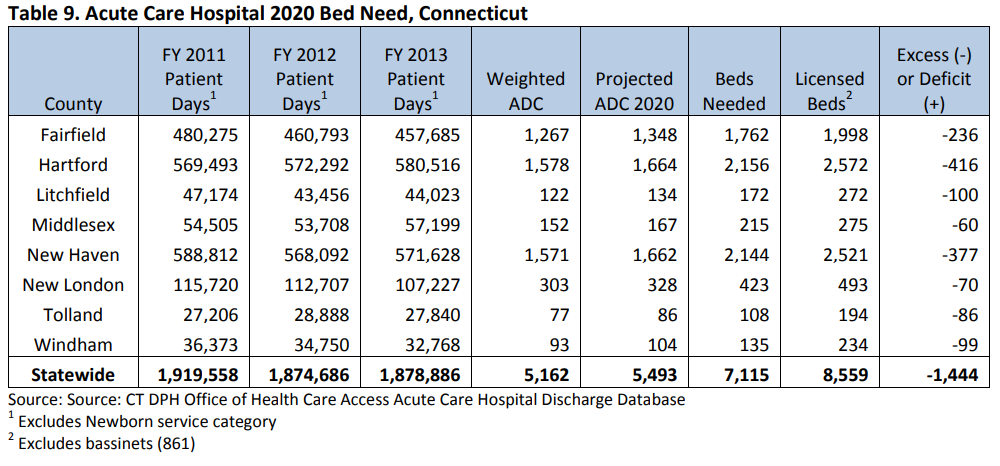 Table 9. Acute Care Hospital 2020 Bed Need, Connecticut
County FY 2011 Patient Days1 FY 2012 Patient Days1 FY 2013 Patient Days1 Weighted ADC Projected ADC 2020 Beds Needed Licensed Beds2 Excess (-) or Deficit (+)
Fairfield 480,275 460,793 457,685 1,267 1,348 1,762 1,998 -236
Hartford 569,493 572,292 580,516 1,578 1,664 2,156 2,572 -416
Litchfield 47,174 43,456 44,023 122 134 172 272 -100
Middlesex 54,505 53,708 57,199 152 167 215 275 -60
New Haven 588,812 568,092 571,628 1,571 1,662 2,144 2,521 -377
New London 115,720 112,707 107,227 303 328 423 493 -70
Tolland 27,206 28,888 27,840 77 86 108 194 -86
Windham 36,373 34,750 32,768 93 104 135 234 -99
Statewide 1,919,558 1,874,686 1,878,886 5,162 5,493 7,115 8,559 -1,444
Source: Source: CT DPH Office of Health Care Access Acute Care Hospital Discharge Database
1 Excludes Newborn service category
2 Excludes bassinets (861)